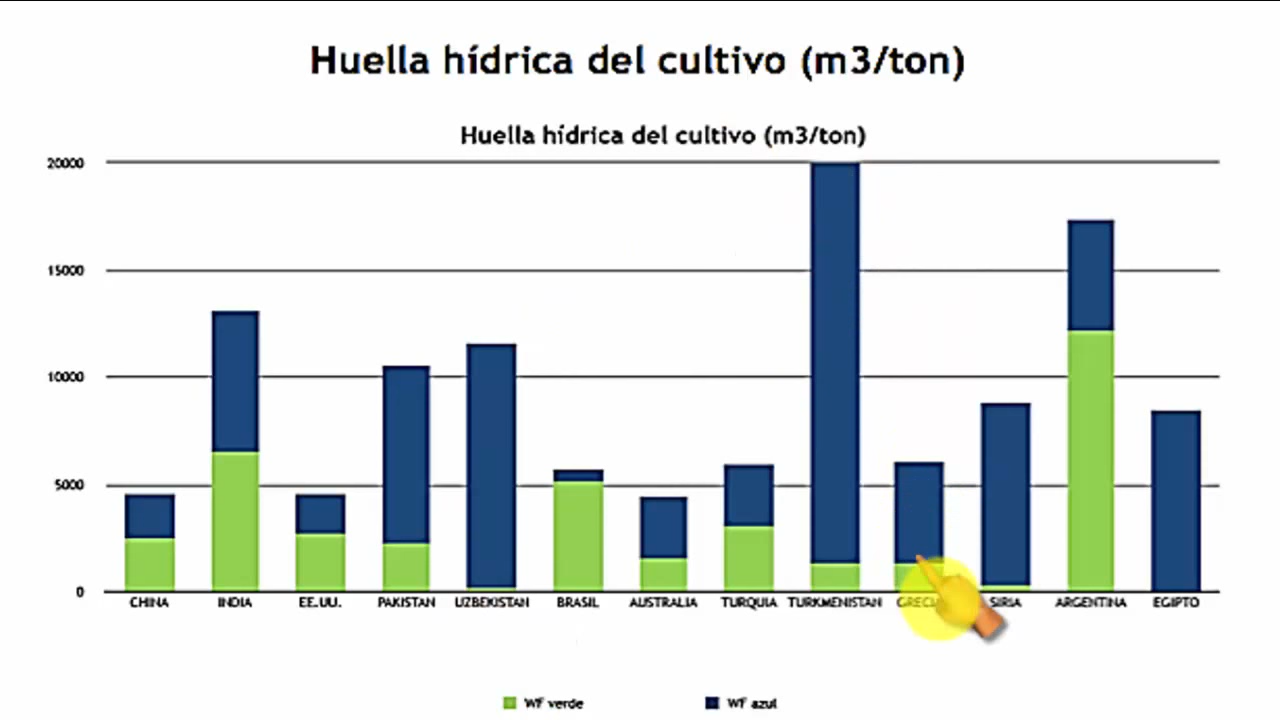 Huella hídrica del cultivo (m3/ton)
Huella hídrica del cultivo (m3/ton)
20000
15000
10000
5000
0
CHINA INDIA EE.UU. PAKISTAN UZBEKISTAN BRASIL AUSTRALIA TURQUIA TURKMENISTAN SIRIA ARGENTINA EGIPTO
WF verde WF azul